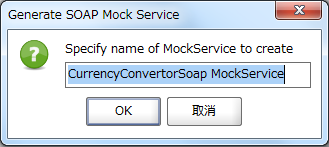 Generate SOAP Mock Service
Specify name of MockService to create
CurrencyConvertorSoap MockService
OK 取消